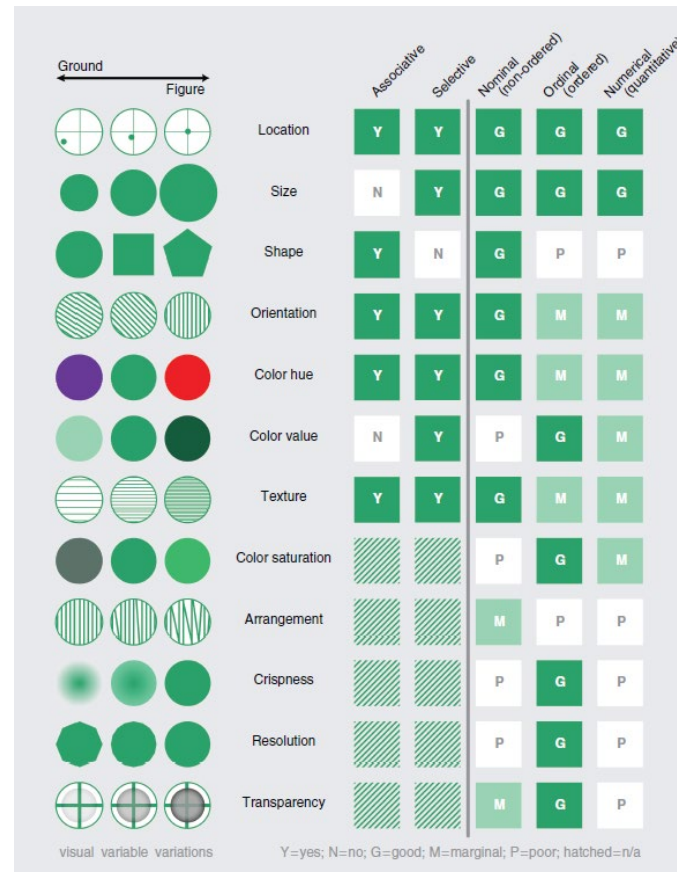 Ground
Figure
Associative
Selective
Nominal
(non-ordered)
Ordinal
(ordered)
Numerical
(quantitative)
Location Y Y G G G
Size N Y G G G
Shape Y N G P P
Orientation Y Y G M M
Color hue Y Y G M M
Color value N Y P G M
Texture Y Y G M M
Color saturation P G M
Arrangement M P P
Crispness P G P
Resolution P G P
Transparency M G P
visual variable variations Y=yes; N=no; G=good; M=marginal; P=poor; hatched=n/a